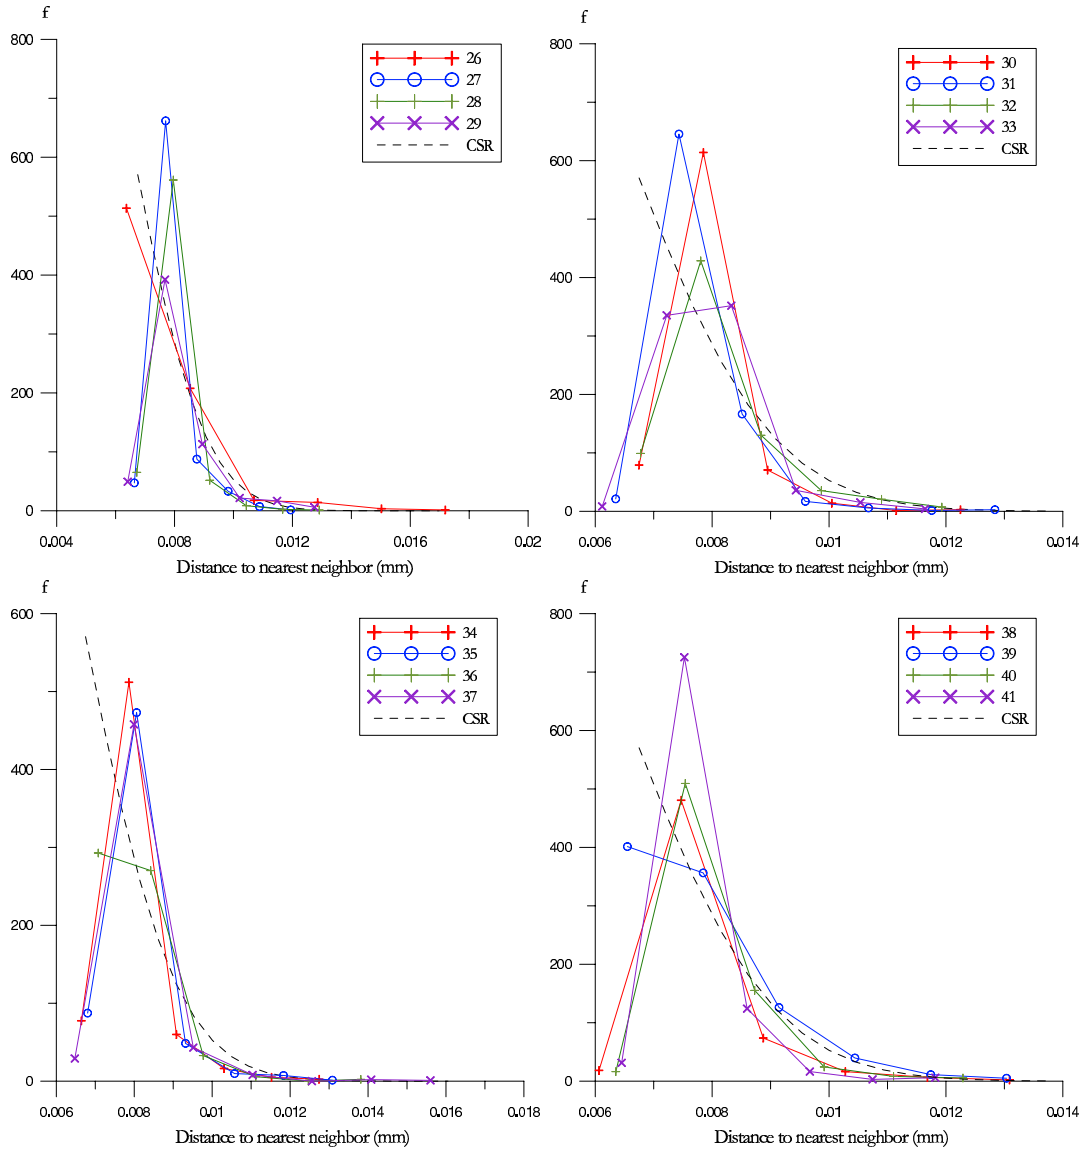 f
800
600
400
200
0
0.004 0.008 0.012 0.016 0.02
Distance to nearest neighbor (mm)
26
27
28
29
CSR
f
800
600
400
200
0
0.006 0.008 0.01 0.012 0.014
Distance to nearest neighbor (mm)
30
31
32
33
CSR
f
600
400
200
0
0.006 0.008 0.01 0.012 0.014 0.016 0.018
Distance to nearest neighbor (mm)
34
35
36
37
CSR
f
800
600
400
200
0
0.006 0.008 0.01 0.012 0.014
Distance to nearest neighbor (mm)
38
39
40
41
CSR